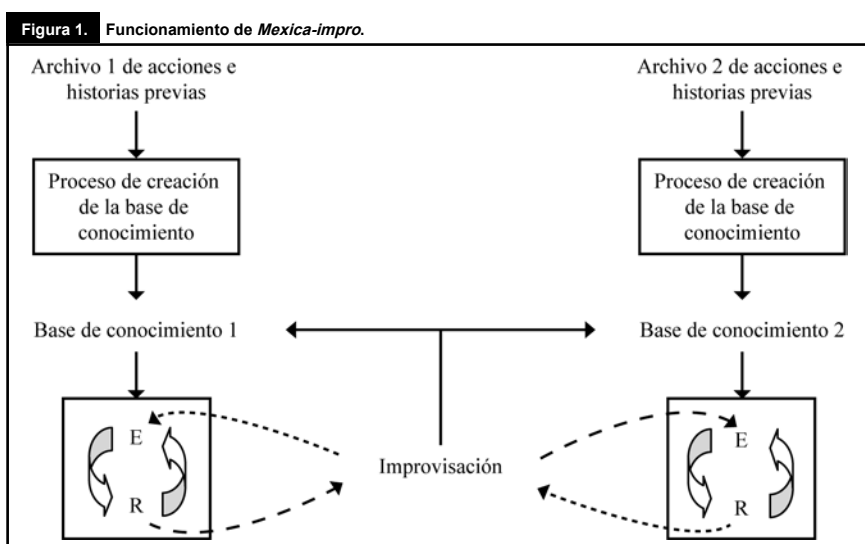 Figura 1. Funcionamiento de Mexica-impro.
Archivo 1 de acciones e
historias previas
Archivo 2 de acciones e
historias previas
Proceso de creación
de la base de
conocimiento
Proceso de creación
de la base de
conocimiento
Base de conocimiento 1
Base de conocimiento 2
E
R
Improvisación
E
R